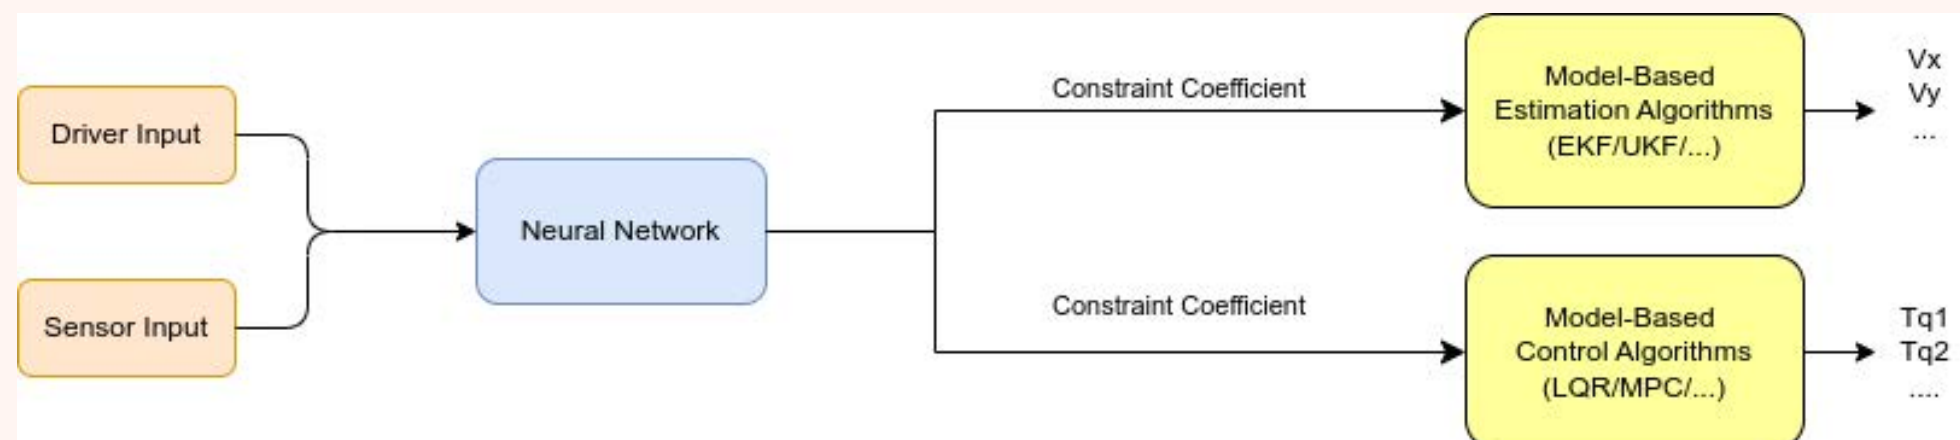 Driver Input
Sensor Input
Neural Network
Constraint Coefficient
Constraint Coefficient
Model-Based
Estimation Algorithms
(EKF/UKF/...)
Model-Based
Control Algorithms
(LQR/MPC/...)
Vx
Vy
...
Tq1
Tq2
....